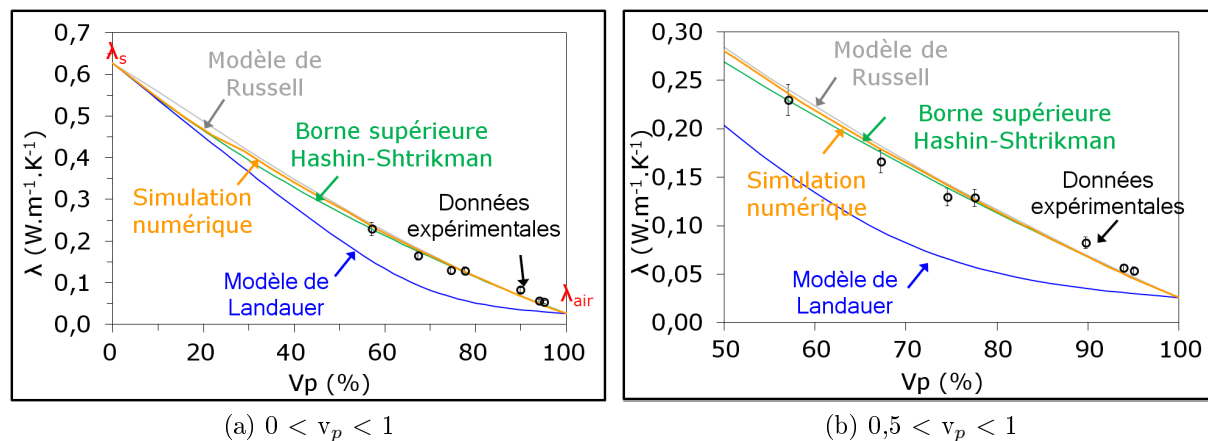 0,7
0,6
0,5
0,4
0,3
0,2
0,1
0,0
λ (W.m⁻¹.K⁻¹)
λs
Modèle de
Russell
Borne supérieure
Hashin-Shtrikman
Simulation
numérique
Données
expérimentales
Modèle de
Landauer
λair
0 20 40 60 80 100
Vp (%)
(a) 0 < vₚ < 1
0,30
0,25
0,20
0,15
0,10
0,05
0,00
λ (W.m⁻¹.K⁻¹)
Modèle de
Russell
Borne supérieure
Hashin-Shtrikman
Simulation
numérique
Données
expérimentales
Modèle de
Landauer
50 60 70 80 90 100
Vp (%)
(b) 0,5 < vₚ < 1